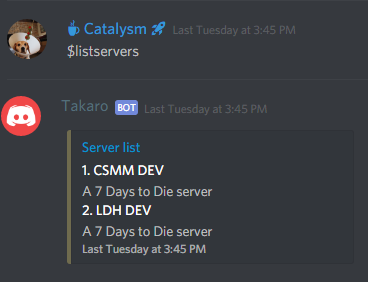 Catalysm Last Tuesday at 3:45 PM
$listservers
Takaro BOT Last Tuesday at 3:45 PM
Server list
1. CSMM DEV
A 7 Days to Die server
2. LDH DEV
A 7 Days to Die server
Last Tuesday at 3:45 PM